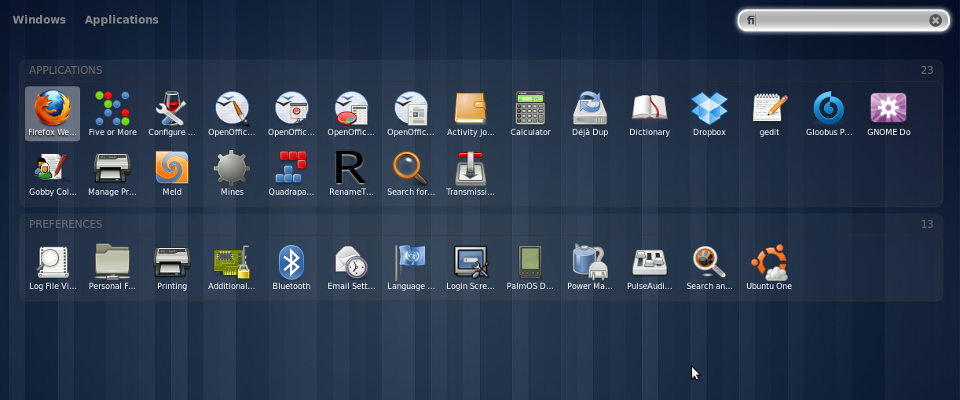 Windows Applications fi
APPLICATIONS 23
Firefox We... Five or More Configure ... OpenOffic... OpenOffic... OpenOffic... OpenOffic... Activity Jo... Calculator Déjà Dup Dictionary Dropbox gedit Gloobus P... GNOME Do
Gobby Col... Manage Pr... Meld Mines Quadrapa... RenameT... Search for... Transmissi...
PREFERENCES 13
Log File Vi... Personal F... Printing Additional... Bluetooth Email Sett... Language ... Login Scre... PalmOS D... Power Ma... PulseAudi... Search an... Ubuntu One